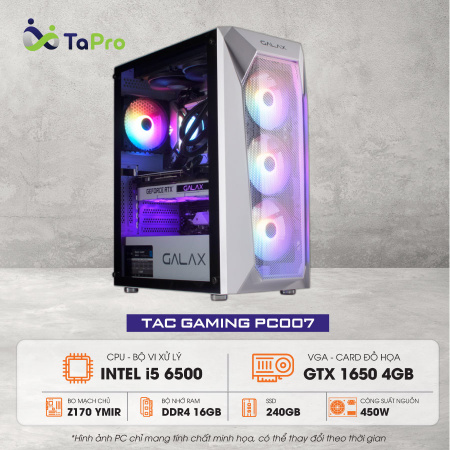 TaPro
GALAX
GEFORCE RTX GALAX
GALAX
TAC GAMING PC007
CPU - BỘ VI XỬ LÝ
INTEL i5 6500
VGA - CARD ĐỒ HỌA
GTX 1650 4GB
BO MẠCH CHỦ
Z170 YMIR
BỘ NHỚ RAM
DDR4 16GB
SSD
240GB
CÔNG SUẤT NGUỒN
450W
*Hình ảnh PC chỉ mang tính chất minh họa, có thể thay đổi theo thời gian